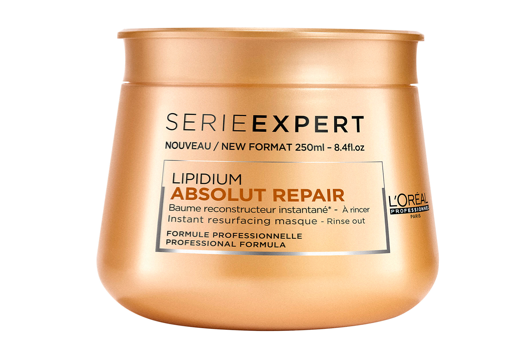 SERIEEXPERT
NOUVEAU / NEW FORMAT 250ml – 8.4fl.oz
LIPIDIUM
ABSOLUT REPAIR
Baume reconstructeur instantané* - À rincer
Instant resurfacing masque - Rinse out
FORMULE PROFESSIONNELLE
PROFESSIONAL FORMULA
L'ORÉAL
PROFESSIONNEL
PARIS